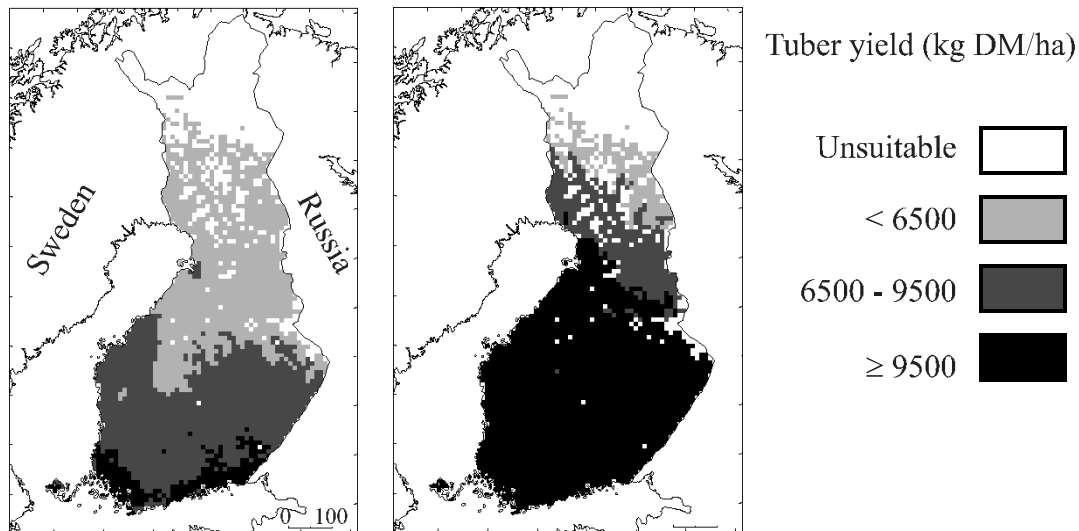 Tuber yield (kg DM/ha)
Sweden
Russia
0 100
Unsuitable
< 6500
6500 - 9500
≥ 9500